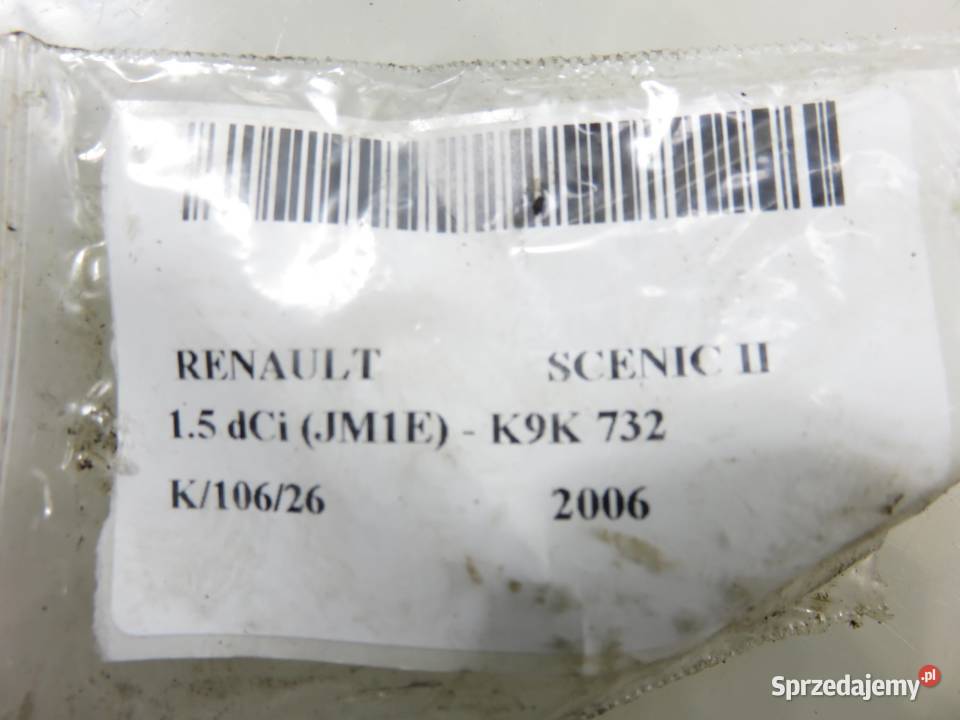 RENAULT SCENIC II
1.5 dCi (JM1E) - K9K 732
K/106/26 2006
Sprzedajemy.pl